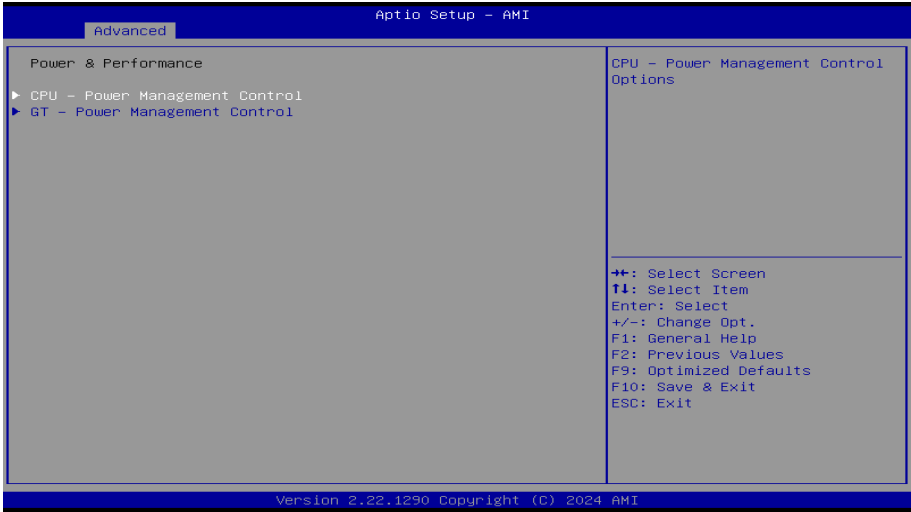 Aptio Setup – AMI
Advanced
Power & Performance
▶ CPU – Power Management Control
▶ GT – Power Management Control
CPU – Power Management Control
Options
→←: Select Screen
↑↓: Select Item
Enter: Select
+/-: Change Opt.
F1: General Help
F2: Previous Values
F9: Optimized Defaults
F10: Save & Exit
ESC: Exit
Version 2.22.1290 Copyright (C) 2024 AMI